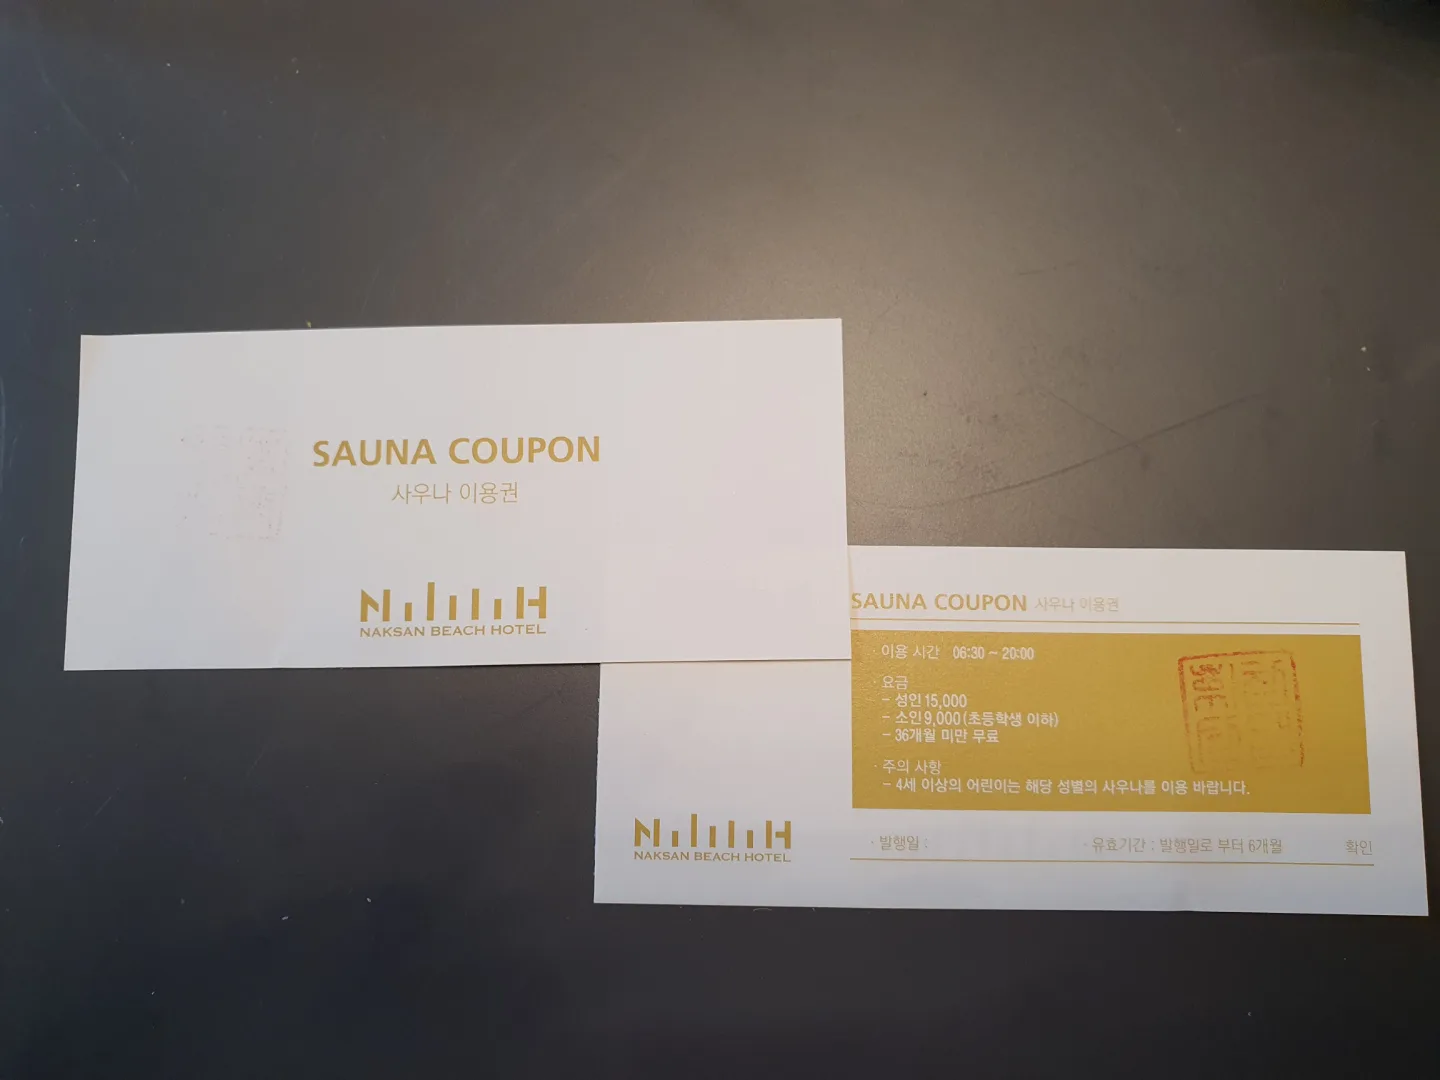 SAUNA COUPON
사우나 이용권
NAKSAN BEACH HOTEL
SAUNA COUPON 사우나 이용권
· 이용 시간 06:30 ~ 20:00
· 요금
- 성인 15,000
- 소인 9,000 (초등학생 이하)
- 36개월 미만 무료
· 주의 사항
- 4세 이상의 어린이는 해당 성별의 사우나를 이용 바랍니다.
NAKSAN BEACH HOTEL
· 발행일 : · 유효기간 : 발행일로 부터 6개월 확인